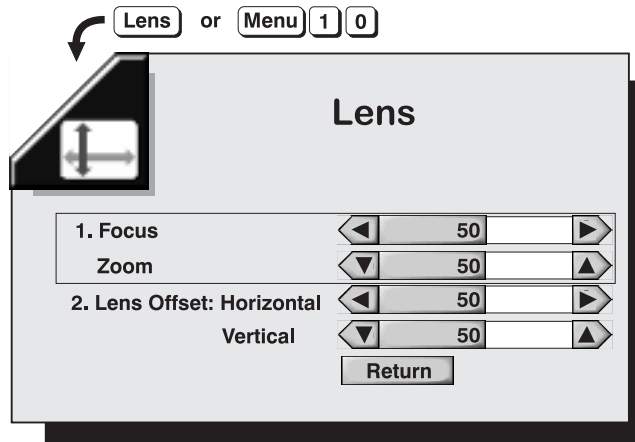 Lens or Menu 1 0
Lens
1. Focus 50
Zoom 50
2. Lens Offset: Horizontal 50
Vertical 50
Return